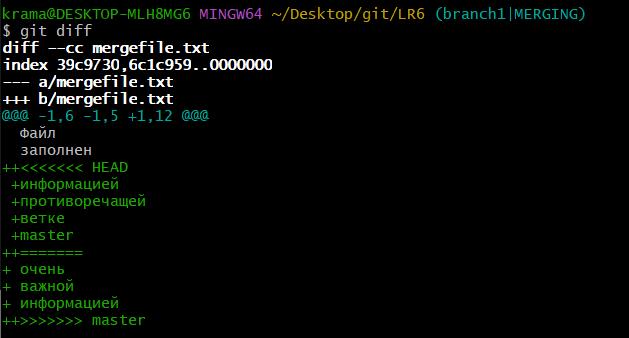 krama@DESKTOP-MLH8MG6 MINGW64 ~/Desktop/git/LR6 (branch1|MERGING)
$ git diff
diff --cc mergefile.txt
index 39c9730,6c1c959..0000000
--- a/mergefile.txt
+++ b/mergefile.txt
@@@ -1,6 -1,5 +1,12 @@@
  Файл
  заполнен
++<<<<<<< HEAD
 +информацией
 +противоречащей
 +ветке
 +master
++=======
+ очень
+ важной
+ информацией
++>>>>>>> master